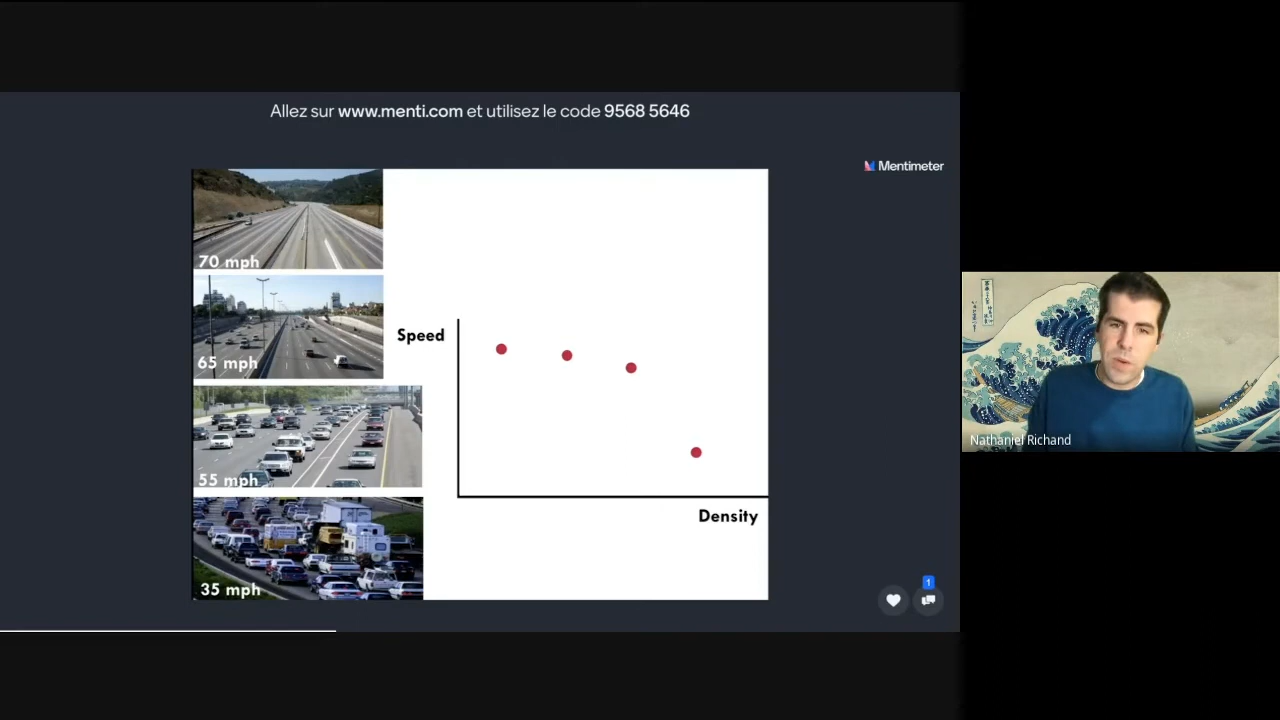 Allez sur www.menti.com et utilisez le code 9568 5646
Mentimeter
70 mph
65 mph
55 mph
35 mph
Speed
Density
1
Nathaniel Richand